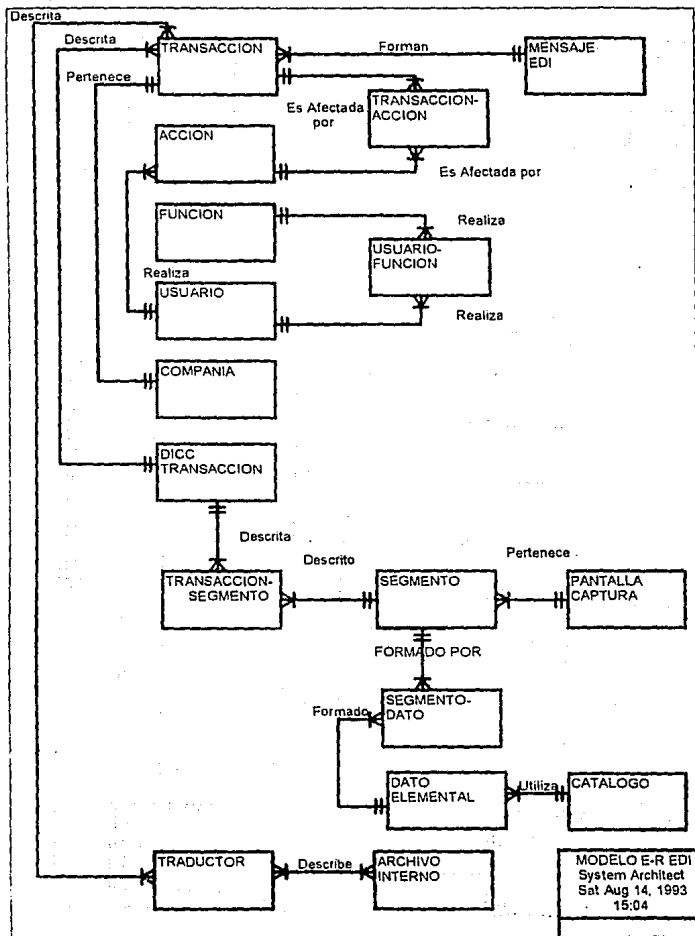 Descrita
Descrita
TRANSACCION
Forman
MENSAJE
EDI
Pertenece
Es Afectada
por
TRANSACCION-
ACCION
ACCION
Es Afectada por
FUNCION
Realiza
USUARIO-
FUNCION
Realiza
USUARIO
Realiza
COMPANIA
DICC
TRANSACCION
Descrita
Descrito
Pertenece
TRANSACCION-
SEGMENTO
SEGMENTO
PANTALLA
CAPTURA
FORMADO POR
Formado
SEGMENTO-
DATO
DATO
ELEMENTAL
Utiliza
CATALOGO
TRADUCTOR
Describe
ARCHIVO
INTERNO
MODELO E-R EDI
System Architect
Sat Aug 14, 1993
15:04